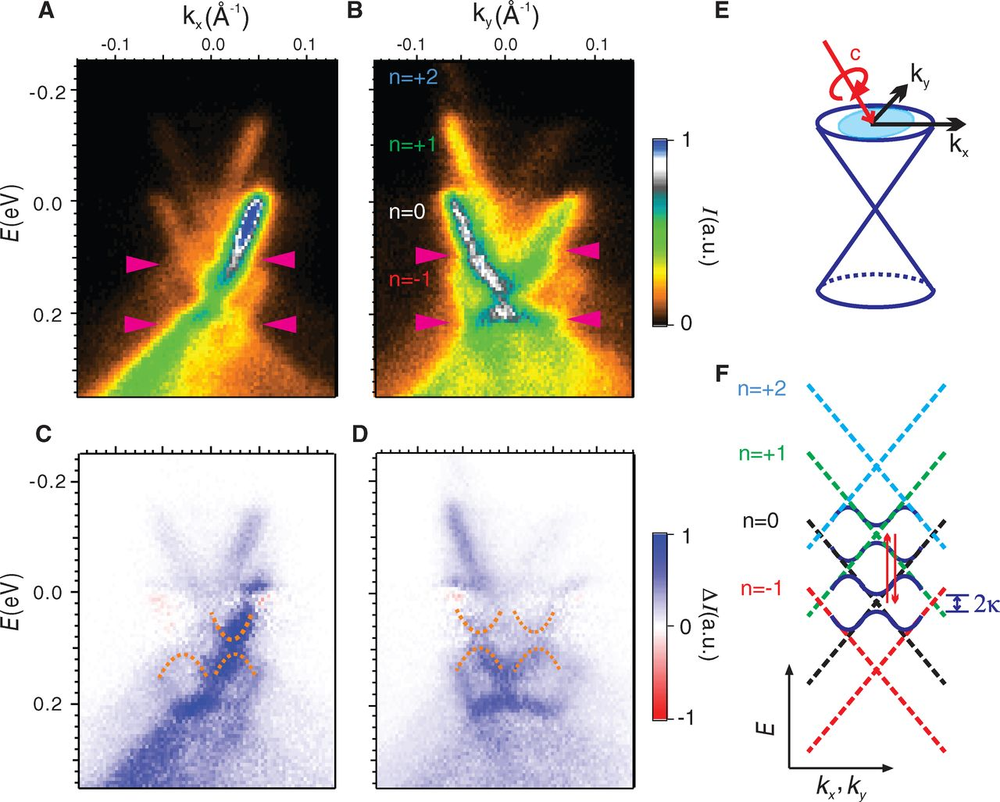 A
kx(Å-1)
-0.1 0.0 0.1
E(eV)
-0.2
0.0
0.2
B
ky(Å-1)
-0.1 0.0 0.1
n=+2
n=+1
n=0
n=-1
1
I(a.u.)
0
E
c
ky
kx
C
E(eV)
-0.2
0.0
0.2
D
1
0
-1
ΔI(a.u.)
F
n=+2
n=+1
n=0
n=-1
2κ
E
kx, ky